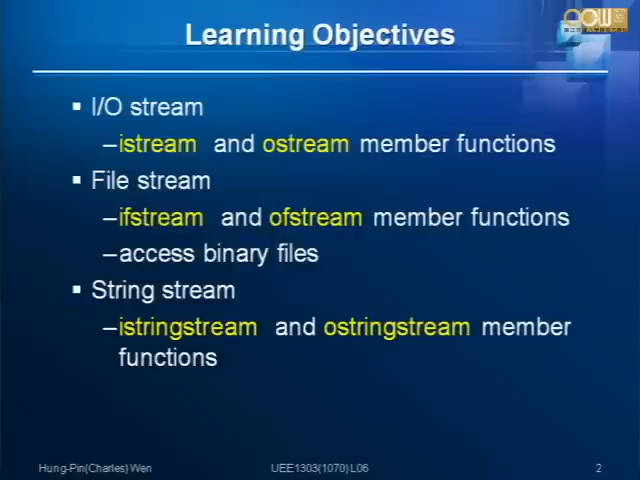 Learning Objectives
▪ I/O stream
–istream and ostream member functions
▪ File stream
–ifstream and ofstream member functions
–access binary files
▪ String stream
–istringstream and ostringstream member
functions
Hung-Pin(Charles) Wen
UEE1303(1070) L06
2